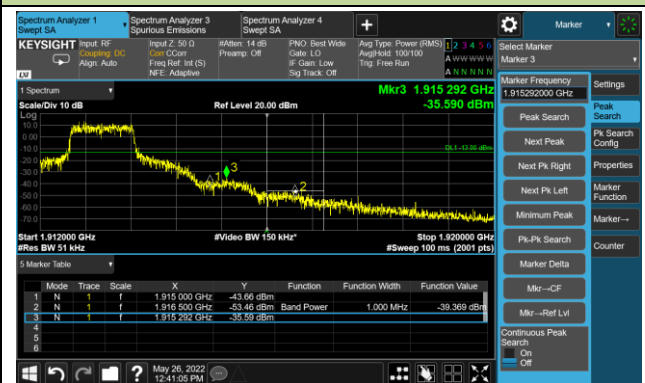 Spectrum Analyzer 1
Swept SA
Spectrum Analyzer 3
Spurious Emissions
Spectrum Analyzer 4
Swept SA
+
Marker
KEYSIGHT
Input: RF
Coupling: DC
Align: Auto
Input Z: 50 Ω
Corr CCorr
Freq Ref: Int (S)
NFE: Adaptive
#Atten: 14 dB
Preamp: Off
PNO: Best Wide
Gate: LO
IF Gain: Low
Sig Track: Off
Avg Type: Power (RMS)
Avg|Hold: 100/100
Trig: Free Run
1 2 3 4 5 6
A W W W W W
A N N N N N
LXI
Select Marker
Marker 3
1 Spectrum
Mkr3 1.915 292 GHz
Scale/Div 10 dB
Ref Level 20.00 dBm
-35.590 dBm
Log
10.0
0.00
-10.0
-20.0
-30.0
-40.0
-50.0
-60.0
-70.0
DL1 -13.00 dBm
1
3
2
Start 1.912000 GHz
#Video BW 150 kHz*
Stop 1.920000 GHz
#Res BW 51 kHz
#Sweep 100 ms (2001 pts)
5 Marker Table
Mode Trace Scale X Y Function Function Width Function Value
1 N 1 f 1.915 000 GHz -43.66 dBm
2 N 1 f 1.916 500 GHz -53.46 dBm Band Power 1.000 MHz -39.369 dBm
3 N 1 f 1.915 292 GHz -35.59 dBm
4
5
6
Marker Frequency
1.915292000 GHz
Peak Search
Next Peak
Next Pk Right
Next Pk Left
Minimum Peak
Pk-Pk Search
Marker Delta
Mkr→CF
Mkr→Ref Lvl
Continuous Peak
Search
On
Off
Settings
Peak
Search
Pk Search
Config
Properties
Marker
Function
Marker→
Counter
?
May 26, 2022
12:41:05 PM